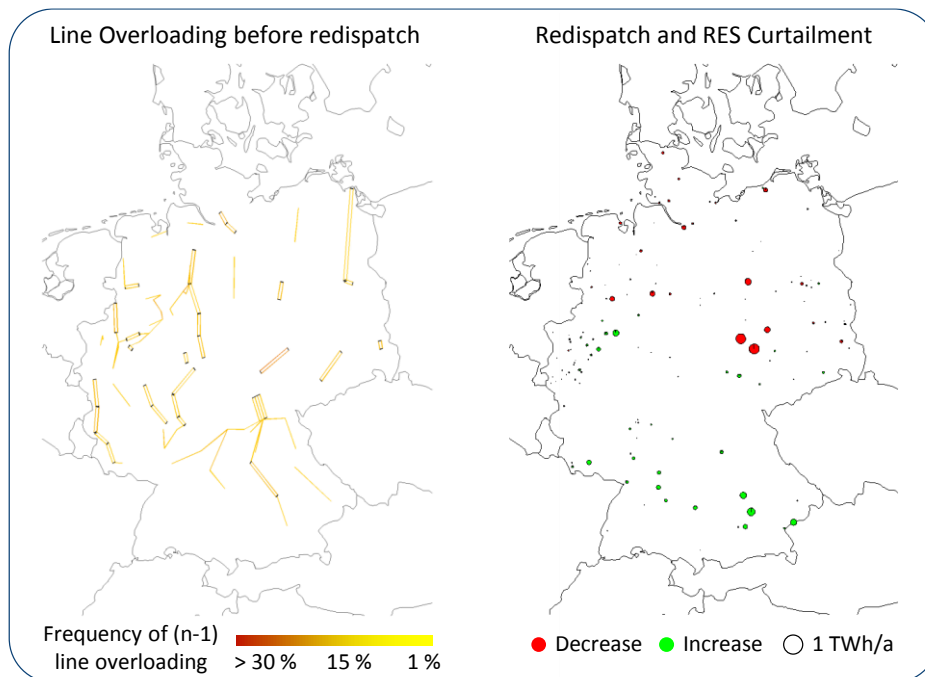 Line Overloading before redispatch
Redispatch and RES Curtailment
Frequency of (n-1)
line overloading
> 30 % 15 % 1 %
Decrease Increase 1 TWh/a